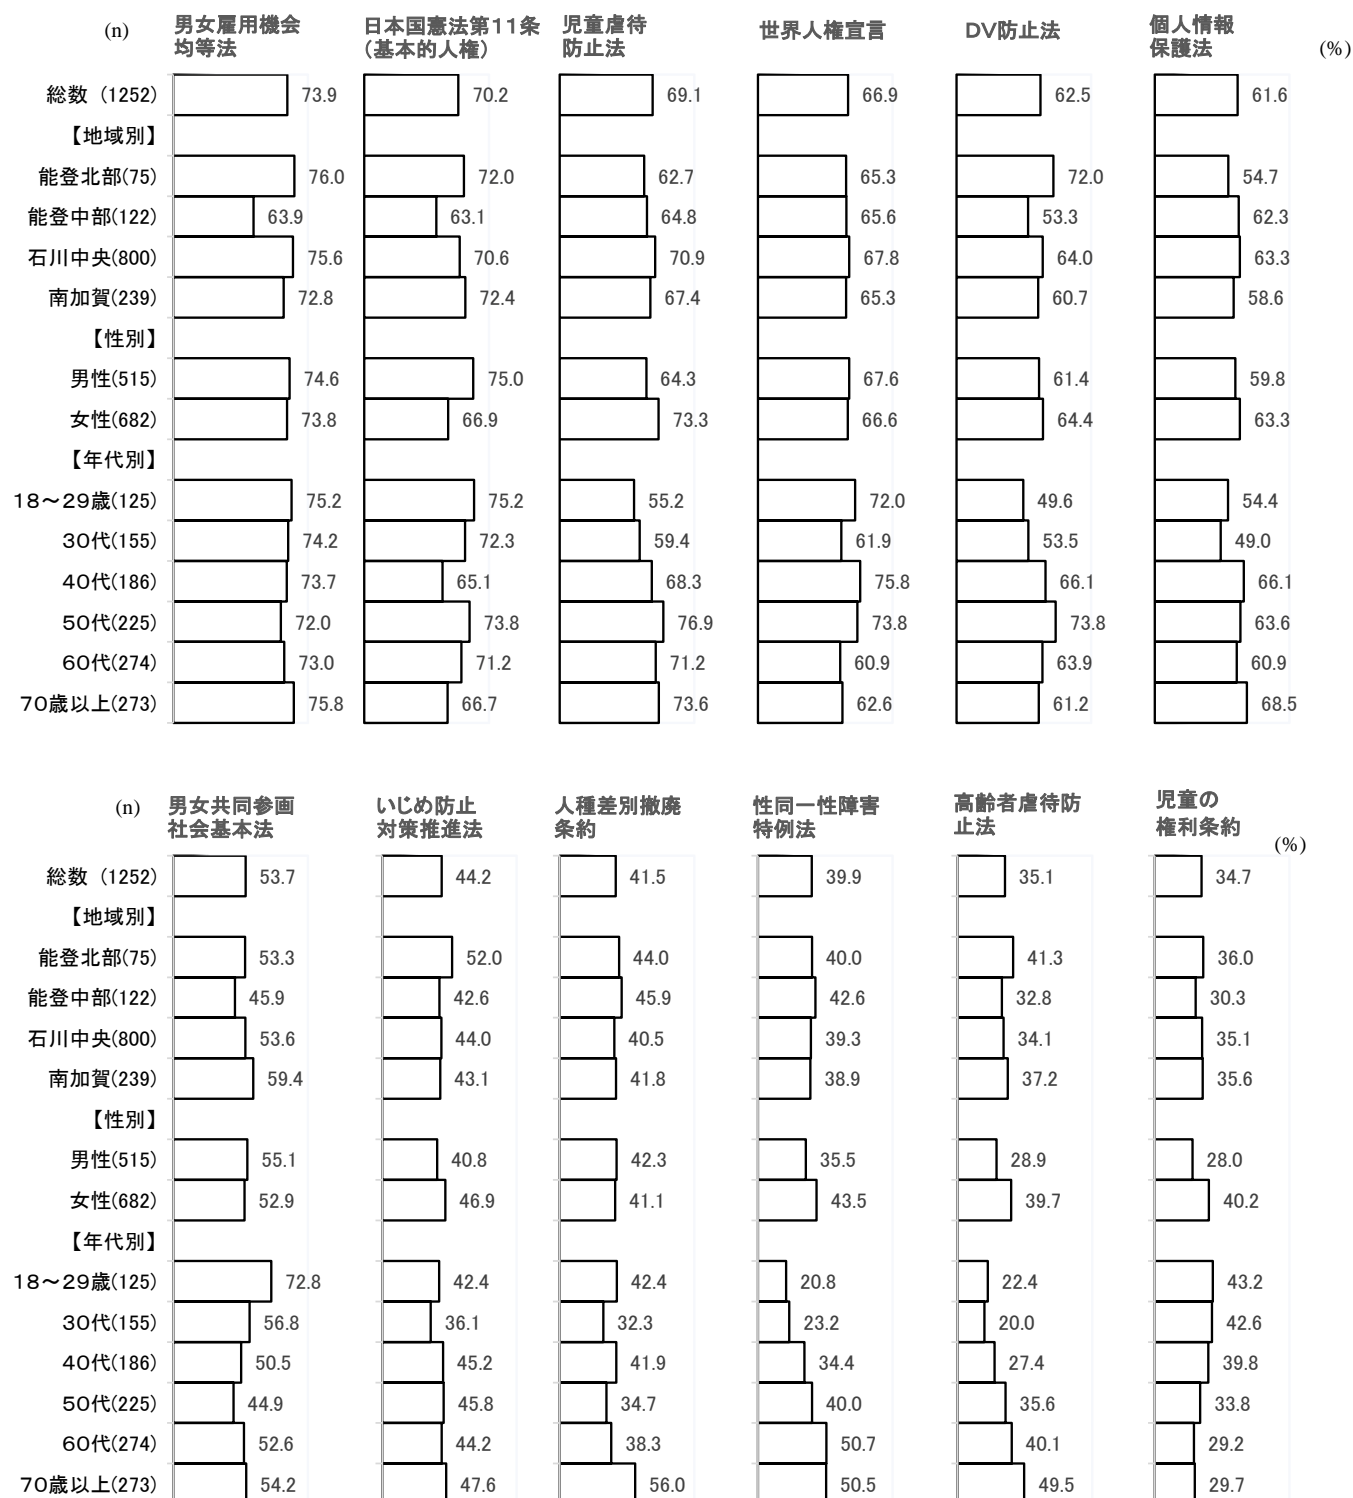 (n) 男女雇用機会 日本国憲法第11条 児童虐待 世界人権宣言 DV防止法 個人情報
均等法 (基本的人権) 防止法 保護法 (%)
総数 (1252) 73.9 70.2 69.1 66.9 62.5 61.6
【地域別】
能登北部(75) 76.0 72.0 62.7 65.3 72.0 54.7
能登中部(122) 63.9 63.1 64.8 65.6 53.3 62.3
石川中央(800) 75.6 70.6 70.9 67.8 64.0 63.3
南加賀(239) 72.8 72.4 67.4 65.3 60.7 58.6
【性別】
男性(515) 74.6 75.0 64.3 67.6 61.4 59.8
女性(682) 73.8 66.9 73.3 66.6 64.4 63.3
【年代別】
18～29歳(125) 75.2 75.2 55.2 72.0 49.6 54.4
30代(155) 74.2 72.3 59.4 61.9 53.5 49.0
40代(186) 73.7 65.1 68.3 75.8 66.1 66.1
50代(225) 72.0 73.8 76.9 73.8 73.8 63.6
60代(274) 73.0 71.2 71.2 60.9 63.9 60.9
70歳以上(273) 75.8 66.7 73.6 62.6 61.2 68.5
(n) 男女共同参画 いじめ防止 人種差別撤廃 性同一性障害 高齢者虐待防 児童の
社会基本法 対策推進法 条約 特例法 止法 権利条約 (%)
総数 (1252) 53.7 44.2 41.5 39.9 35.1 34.7
【地域別】
能登北部(75) 53.3 52.0 44.0 40.0 41.3 36.0
能登中部(122) 45.9 42.6 45.9 42.6 32.8 30.3
石川中央(800) 53.6 44.0 40.5 39.3 34.1 35.1
南加賀(239) 59.4 43.1 41.8 38.9 37.2 35.6
【性別】
男性(515) 55.1 40.8 42.3 35.5 28.9 28.0
女性(682) 52.9 46.9 41.1 43.5 39.7 40.2
【年代別】
18～29歳(125) 72.8 42.4 42.4 20.8 22.4 43.2
30代(155) 56.8 36.1 32.3 23.2 20.0 42.6
40代(186) 50.5 45.2 41.9 34.4 27.4 39.8
50代(225) 44.9 45.8 34.7 40.0 35.6 33.8
60代(274) 52.6 44.2 38.3 50.7 40.1 29.2
70歳以上(273) 54.2 47.6 56.0 50.5 49.5 29.7